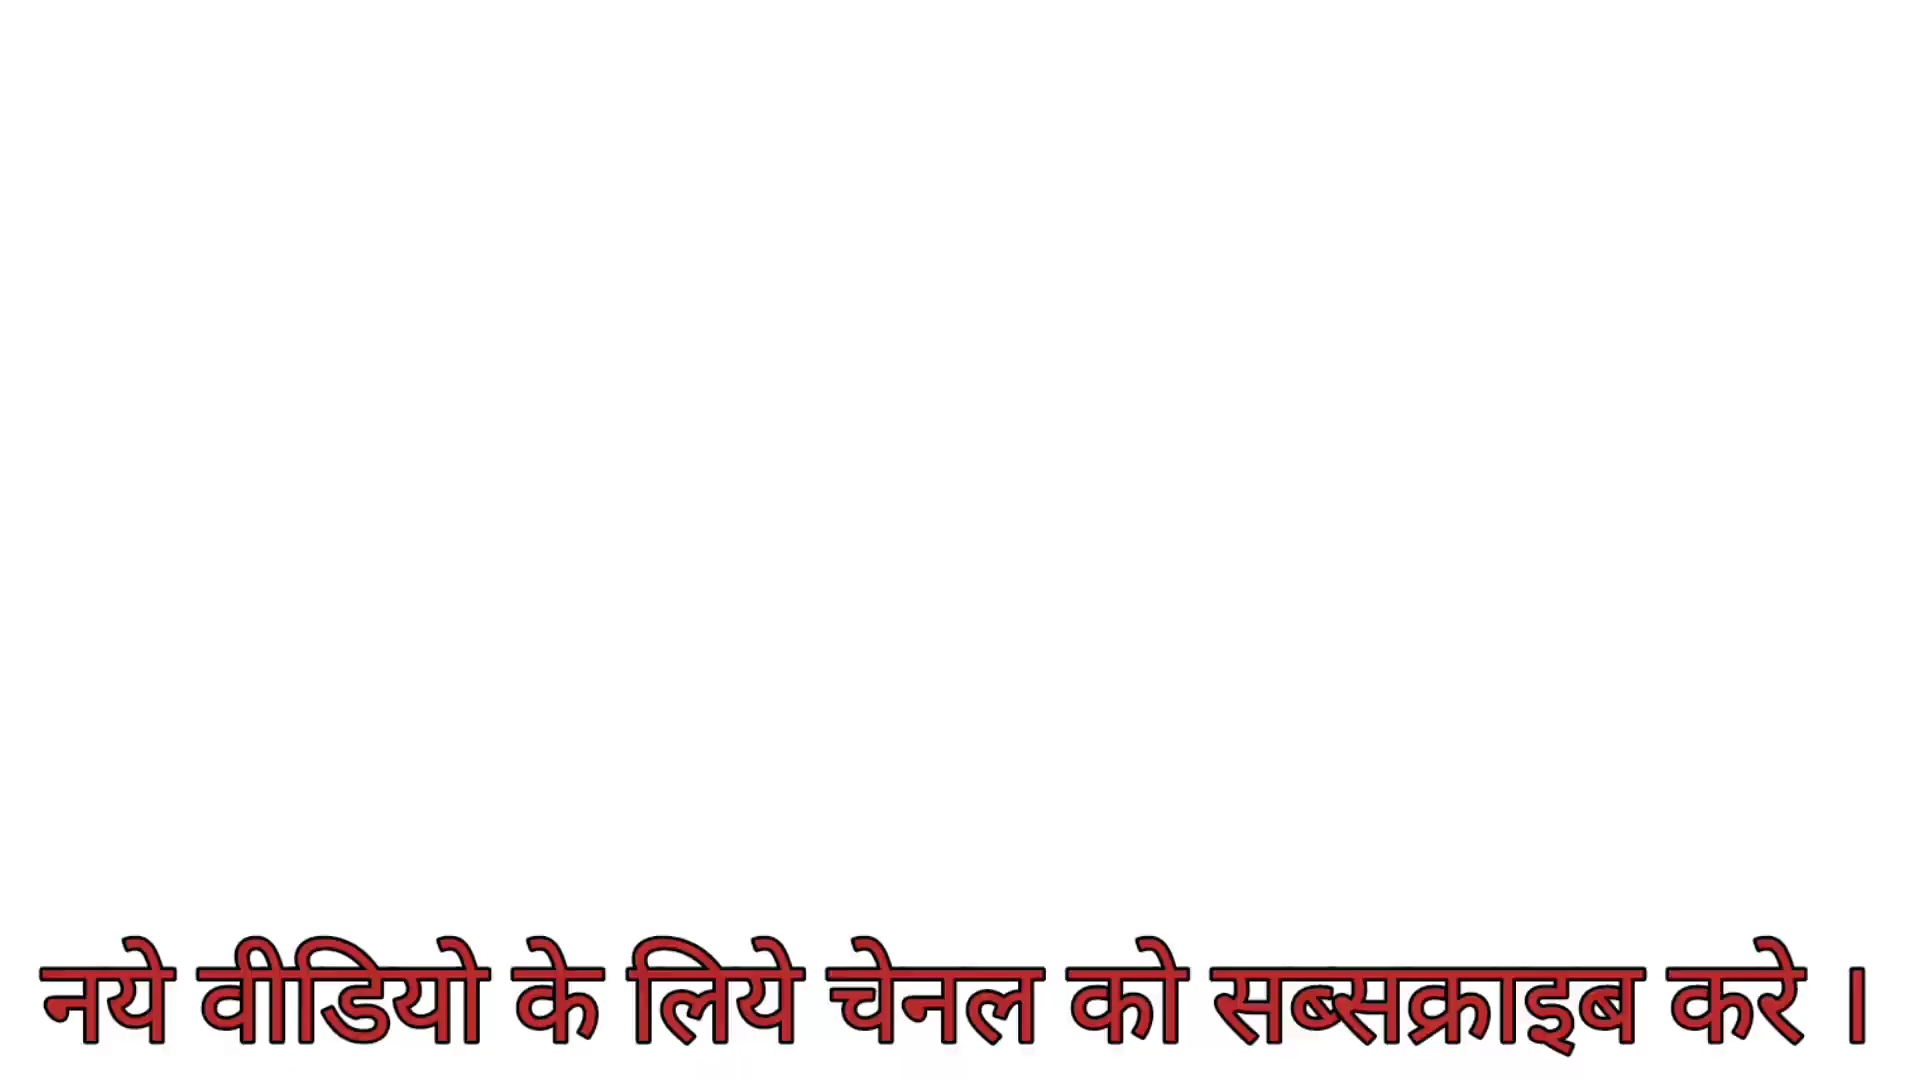 नये वीडियो के लिये चेनल को सब्सक्राइब करे ।